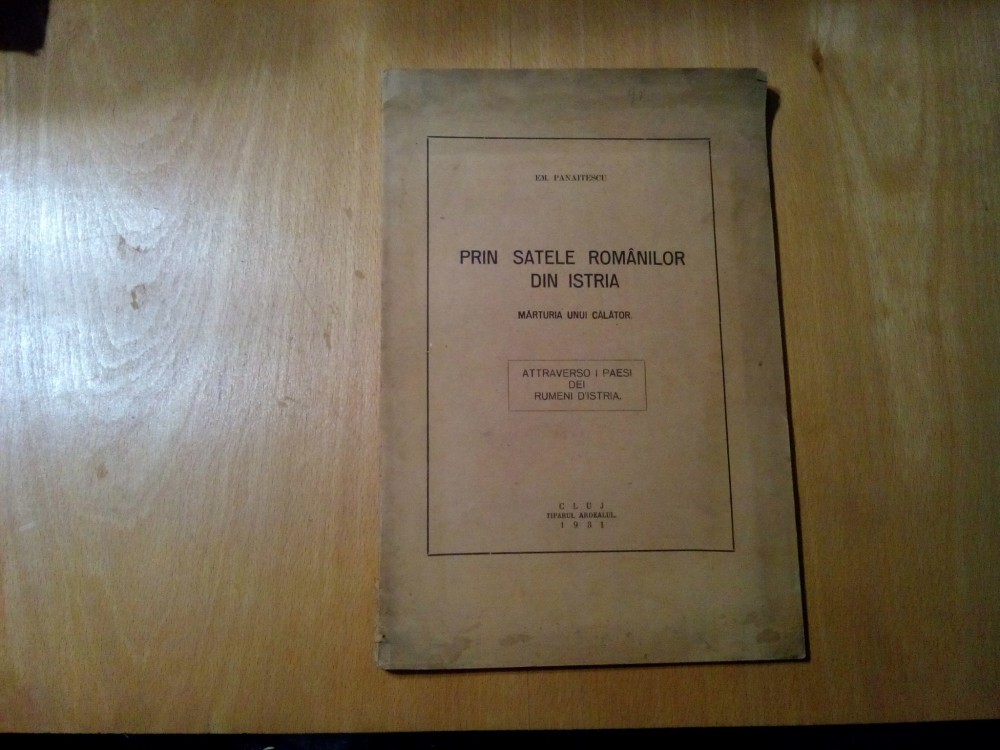 EM. PANAITESCU
PRIN SATELE ROMÂNILOR
DIN ISTRIA
MĂRTURIA UNUI CĂLĂTOR.
ATTRAVERSO I PAESI
DEI
RUMENI D'ISTRIA.
CLUJ
TIPARUL ARDEALUL,
1931